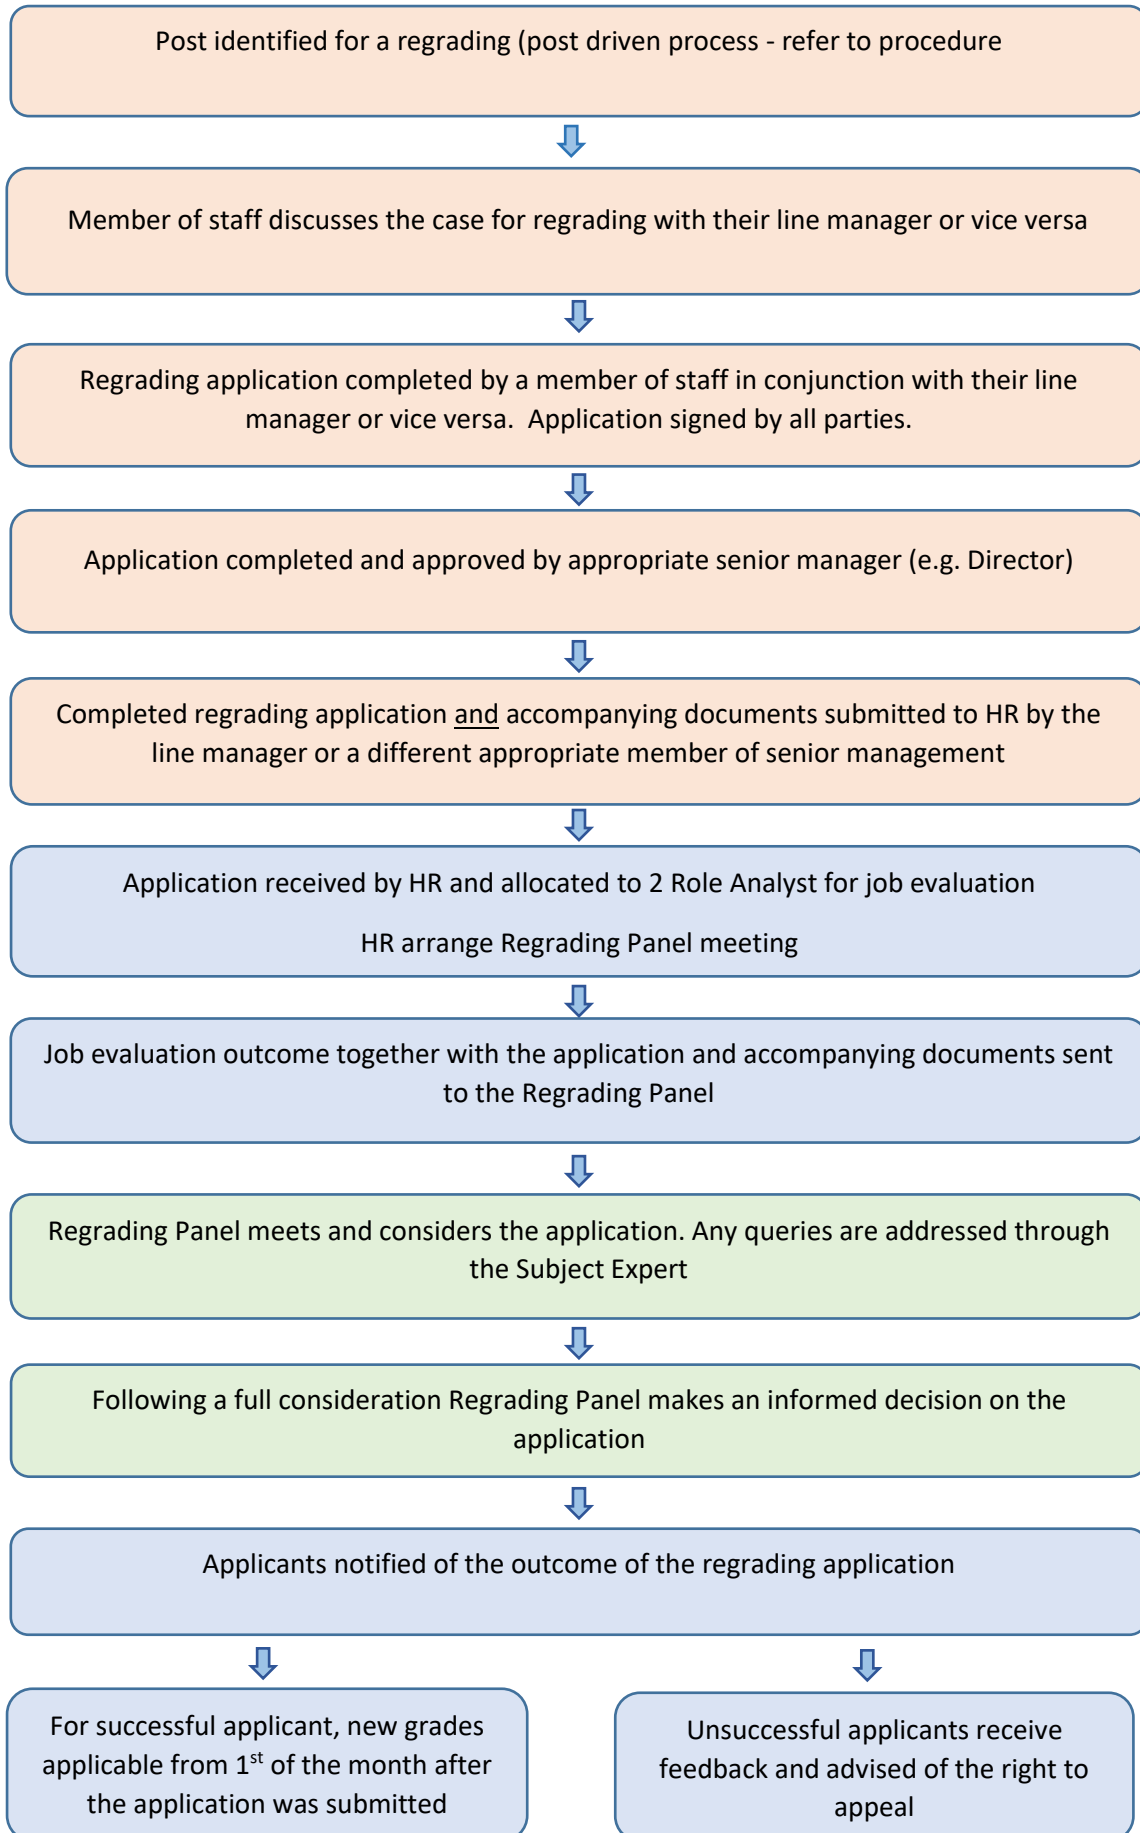 Post identified for a regrading (post driven process - refer to procedure
Member of staff discusses the case for regrading with their line manager or vice versa
Regrading application completed by a member of staff in conjunction with their line
manager or vice versa.  Application signed by all parties.
Application completed and approved by appropriate senior manager (e.g. Director)
Completed regrading application and accompanying documents submitted to HR by the
line manager or a different appropriate member of senior management
Application received by HR and allocated to 2 Role Analyst for job evaluation
HR arrange Regrading Panel meeting
Job evaluation outcome together with the application and accompanying documents sent
to the Regrading Panel
Regrading Panel meets and considers the application. Any queries are addressed through
the Subject Expert
Following a full consideration Regrading Panel makes an informed decision on the
application
Applicants notified of the outcome of the regrading application
For successful applicant, new grades
applicable from 1st of the month after
the application was submitted
Unsuccessful applicants receive
feedback and advised of the right to
appeal